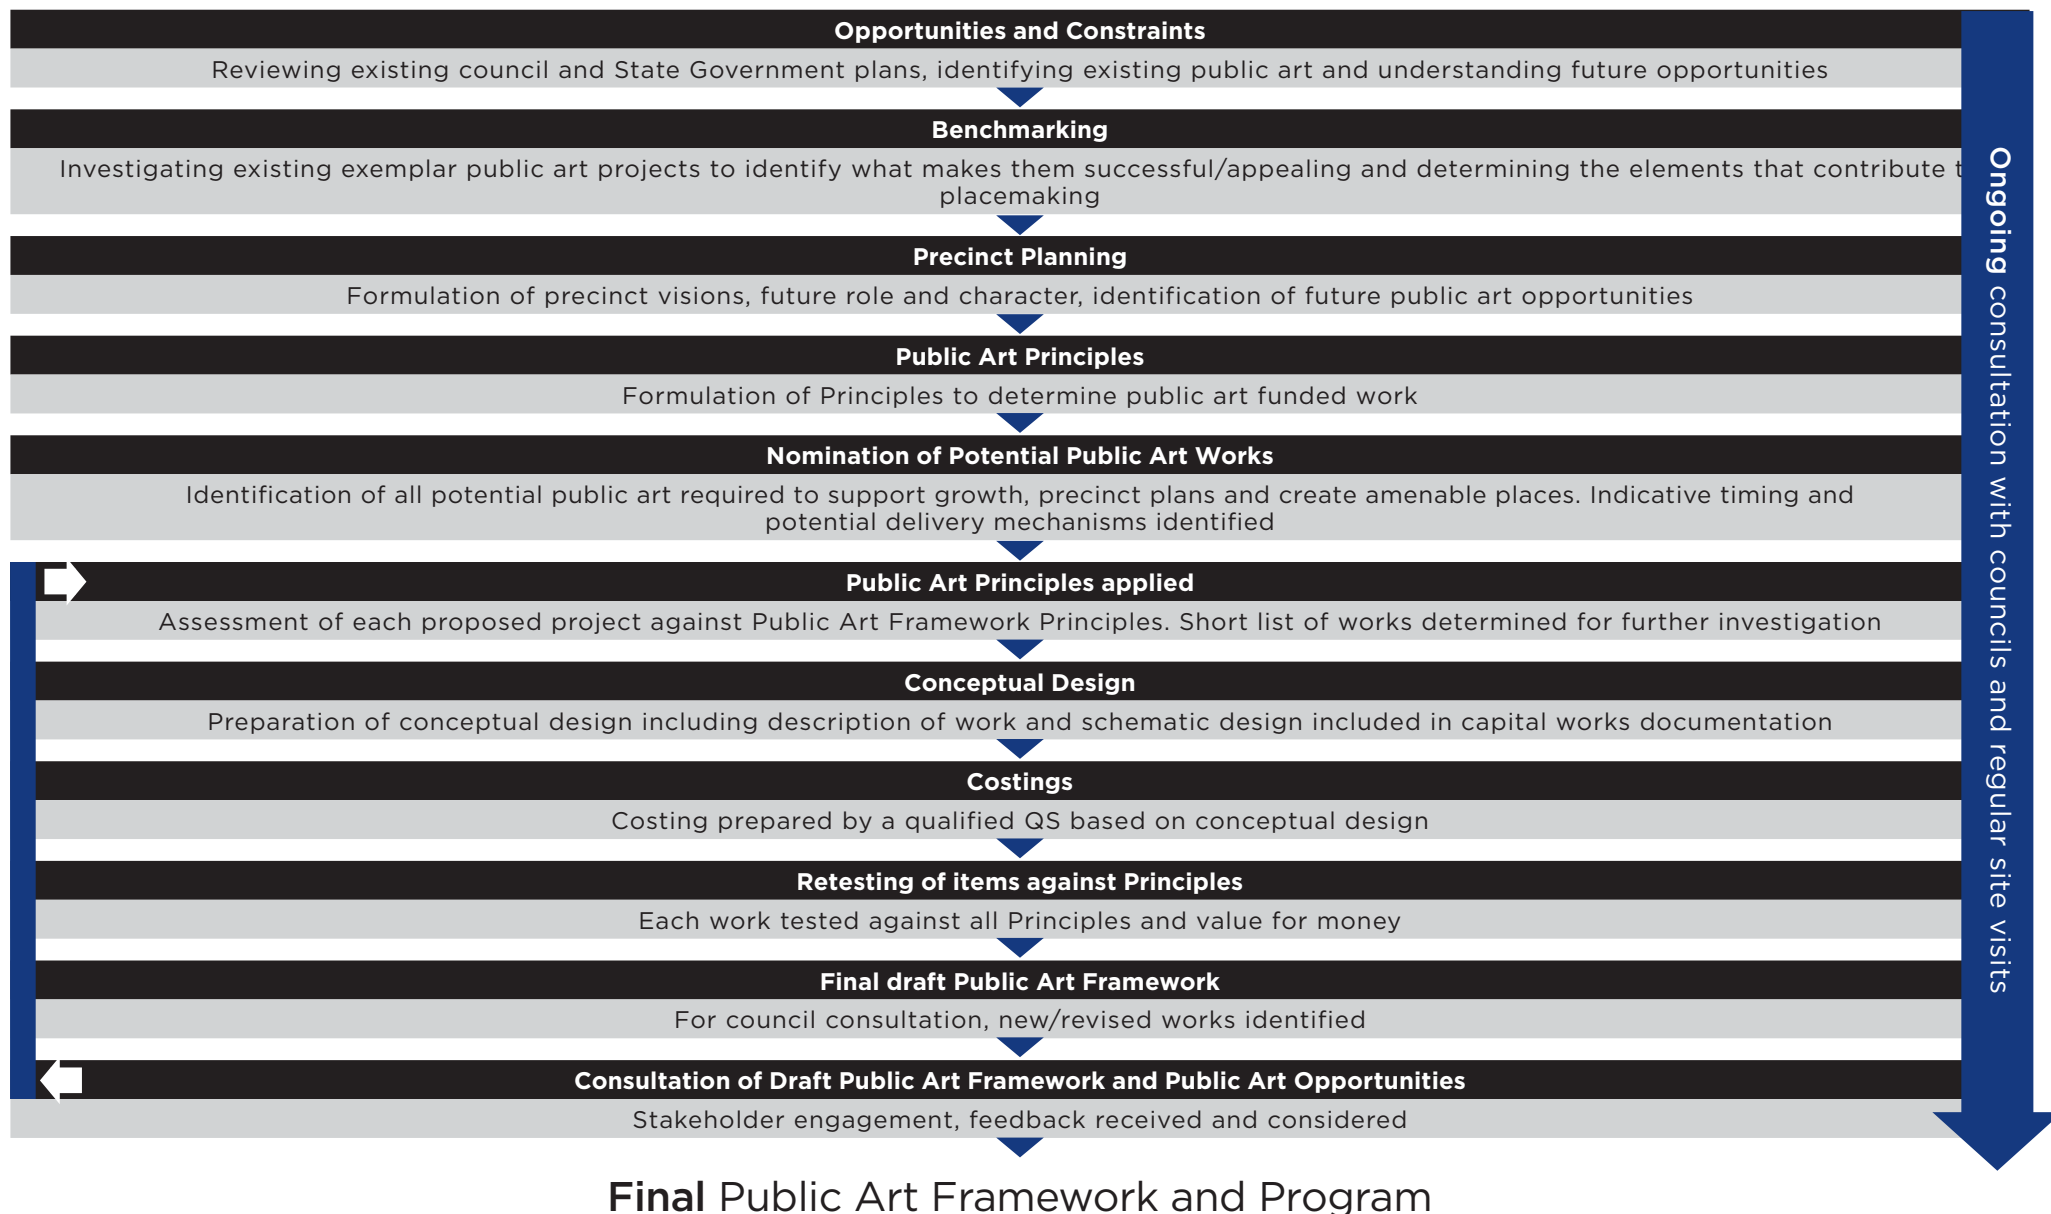 Opportunities and Constraints
Reviewing existing council and State Government plans, identifying existing public art and understanding future opportunities
Benchmarking
Investigating existing exemplar public art projects to identify what makes them successful/appealing and determining the elements that contribute t
placemaking
Precinct Planning
Formulation of precinct visions, future role and character, identification of future public art opportunities
Public Art Principles
Formulation of Principles to determine public art funded work
Nomination of Potential Public Art Works
Identification of all potential public art required to support growth, precinct plans and create amenable places. Indicative timing and
potential delivery mechanisms identified
Public Art Principles applied
Assessment of each proposed project against Public Art Framework Principles. Short list of works determined for further investigation
Conceptual Design
Preparation of conceptual design including description of work and schematic design included in capital works documentation
Costings
Costing prepared by a qualified QS based on conceptual design
Retesting of items against Principles
Each work tested against all Principles and value for money
Final draft Public Art Framework
For council consultation, new/revised works identified
Consultation of Draft Public Art Framework and Public Art Opportunities
Stakeholder engagement, feedback received and considered
Final Public Art Framework and Program
Ongoing consultation with councils and regular site visits